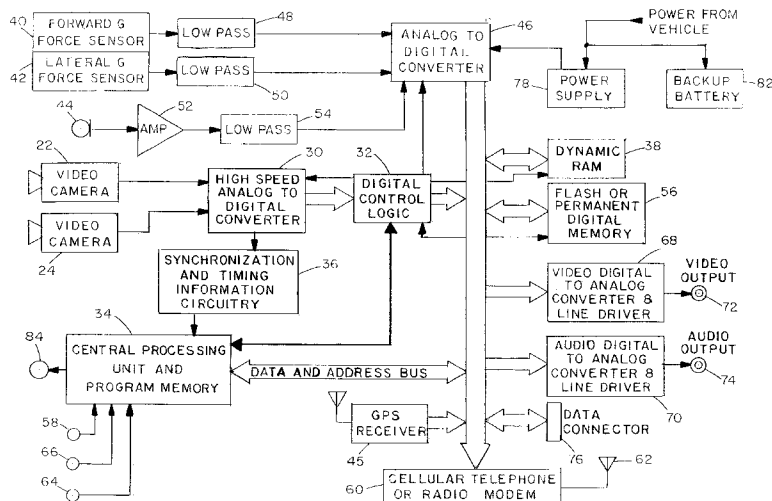 40
FORWARD G
FORCE SENSOR
LOW PASS
48
42
LATERAL G
FORCE SENSOR
LOW PASS
50
44
52
AMP
LOW PASS
54
ANALOG TO
DIGITAL
CONVERTER
46
POWER FROM
VEHICLE
78
POWER
SUPPLY
BACKUP
BATTERY
82
22
VIDEO
CAMERA
VIDEO
CAMERA
24
30
HIGH SPEED
ANALOG TO
DIGITAL
CONVERTER
32
DIGITAL
CONTROL
LOGIC
DYNAMIC
RAM
38
FLASH OR
PERMANENT
DIGITAL
MEMORY
56
SYNCHRONIZATION
AND TIMING
INFORMATION
CIRCUITRY
36
68
VIDEO DIGITAL
TO ANALOG
CONVERTER &
LINE DRIVER
VIDEO
OUTPUT
72
34
84
CENTRAL PROCESSING
UNIT AND
PROGRAM MEMORY
DATA AND ADDRESS BUS
AUDIO DIGITAL
TO ANALOG
CONVERTER &
LINE DRIVER
70
AUDIO
OUTPUT
74
58
66
64
GPS
RECEIVER
45
DATA
CONNECTOR
76
60
CELLULAR TELEPHONE
OR RADIO MODEM
62